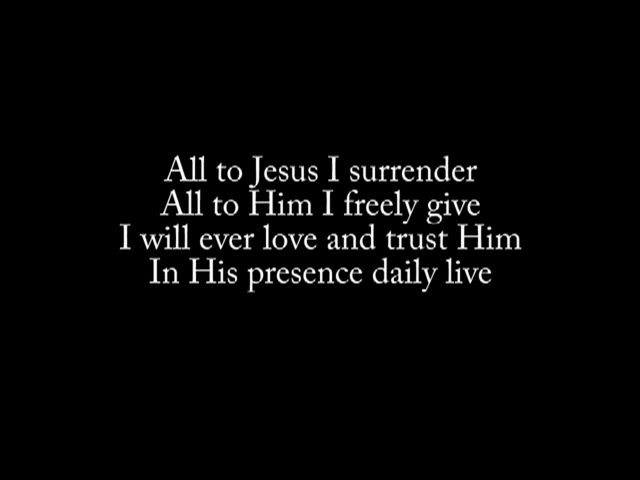 All to Jesus I surrender
All to Him I freely give
I will ever love and trust Him
In His presence daily live